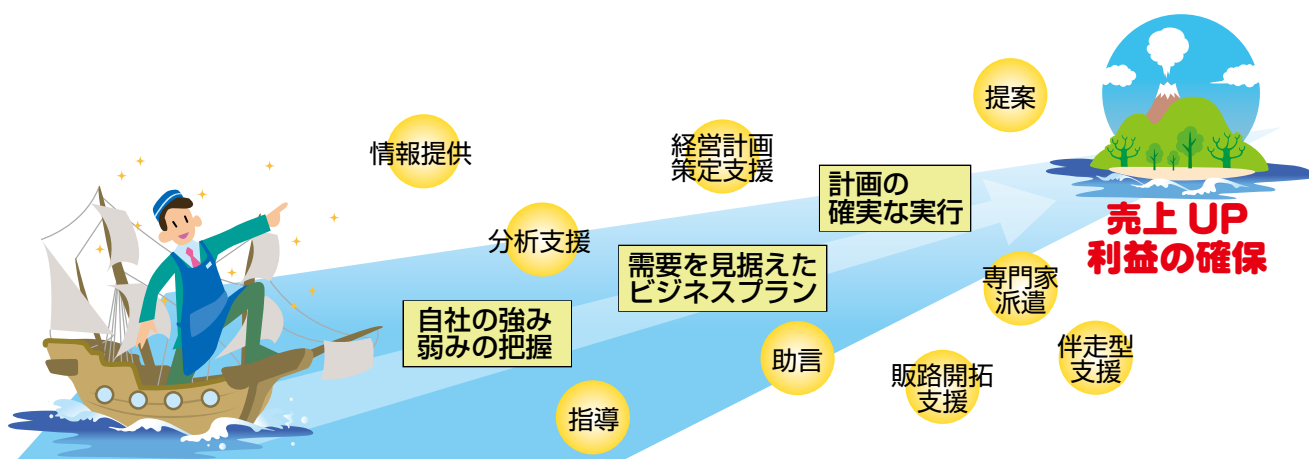 情報提供
経営計画
策定支援
提案
分析支援
計画の
確実な実行
売上 UP
利益の確保
需要を見据えた
ビジネスプラン
専門家
派遣
自社の強み
弱みの把握
助言
販路開拓
支援
伴走型
支援
指導